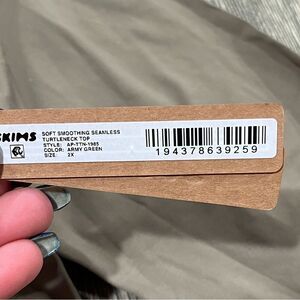 SKIMS
SOFT SMOOTHING SEAMLESS
TURTLENECK TOP
STYLE: AP-TTN-1985
COLOR: ARMY GREEN
SIZE: 2X
194378639259